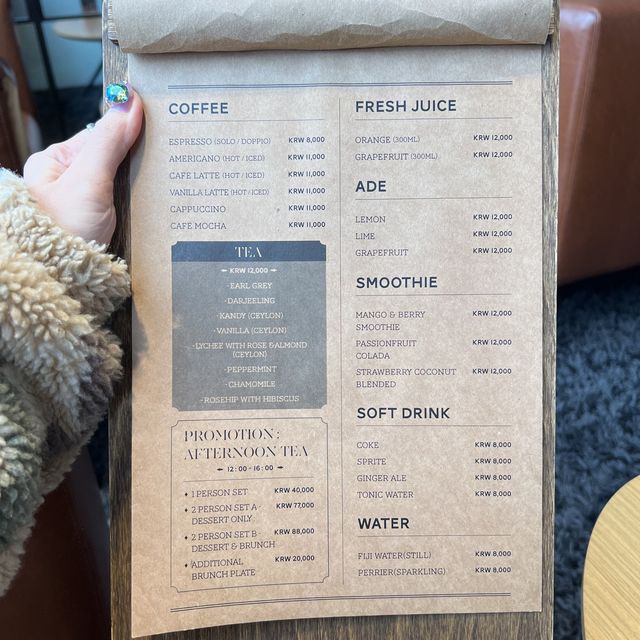 COFFEE
ESPRESSO (SOLO / DOPPIO) KRW 8,000
AMERICANO (HOT / ICED) KRW 11,000
CAFE LATTE (HOT / ICED) KRW 11,000
VANILLA LATTE (HOT / ICED) KRW 11,000
CAPPUCCINO KRW 11,000
CAFE MOCHA KRW 11,000
TEA
KRW 12,000
·EARL GREY
·DARJEELING
·KANDY (CEYLON)
·VANILLA (CEYLON)
·LYCHEE WITH ROSE &ALMOND
(CEYLON)
·PEPPERMINT
·CHAMOMILE
·ROSEHIP WITH HIBISCUS
PROMOTION :
AFTERNOON TEA
12 : 00 - 16 : 00
1 PERSON SET KRW 40,000
2 PERSON SET A - KRW 77,000
DESSERT ONLY
2 PERSON SET B - KRW 88,000
DESSERT & BRUNCH
ADDITIONAL KRW 20,000
BRUNCH PLATE
FRESH JUICE
ORANGE (300ML) KRW 12,000
GRAPEFRUIT (300ML) KRW 12,000
ADE
LEMON KRW 12,000
LIME KRW 12,000
GRAPEFRUIT KRW 12,000
SMOOTHIE
MANGO & BERRY KRW 12,000
SMOOTHIE
PASSIONFRUIT KRW 12,000
COLADA
STRAWBERRY COCONUT KRW 12,000
BLENDED
SOFT DRINK
COKE KRW 8,000
SPRITE KRW 8,000
GINGER ALE KRW 8,000
TONIC WATER KRW 8,000
WATER
FIJI WATER(STILL) KRW 8,000
PERRIER(SPARKLING) KRW 8,000